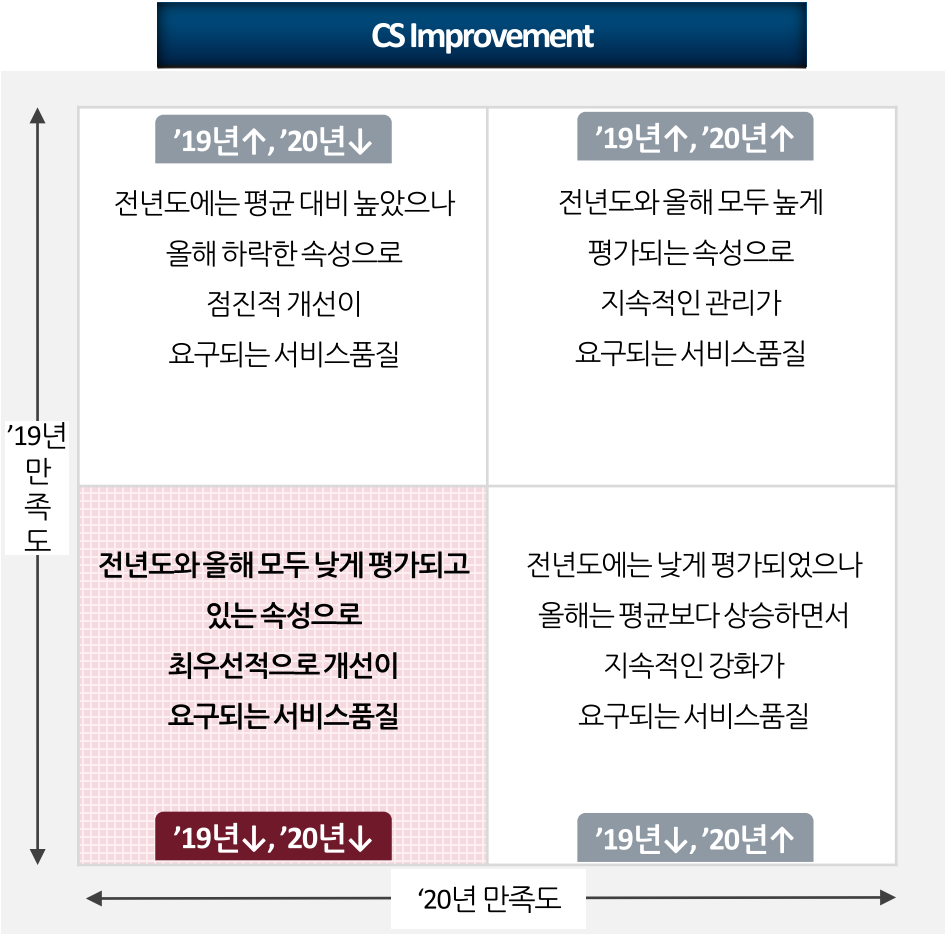 CS Improvement
’19년↑, ’20년↓
전년도에는 평균 대비 높았으나
올해 하락한 속성으로
점진적 개선이
요구되는 서비스품질
’19년↑, ’20년↑
전년도와 올해 모두 높게
평가되는 속성으로
지속적인 관리가
요구되는 서비스품질
’19년
만
족
도
전년도와 올해 모두 낮게 평가되고
있는 속성으로
최우선적으로 개선이
요구되는 서비스품질
’19년↓, ’20년↓
전년도에는 낮게 평가되었으나
올해는 평균보다 상승하면서
지속적인 강화가
요구되는 서비스품질
’19년↓, ’20년↑
‘20년 만족도